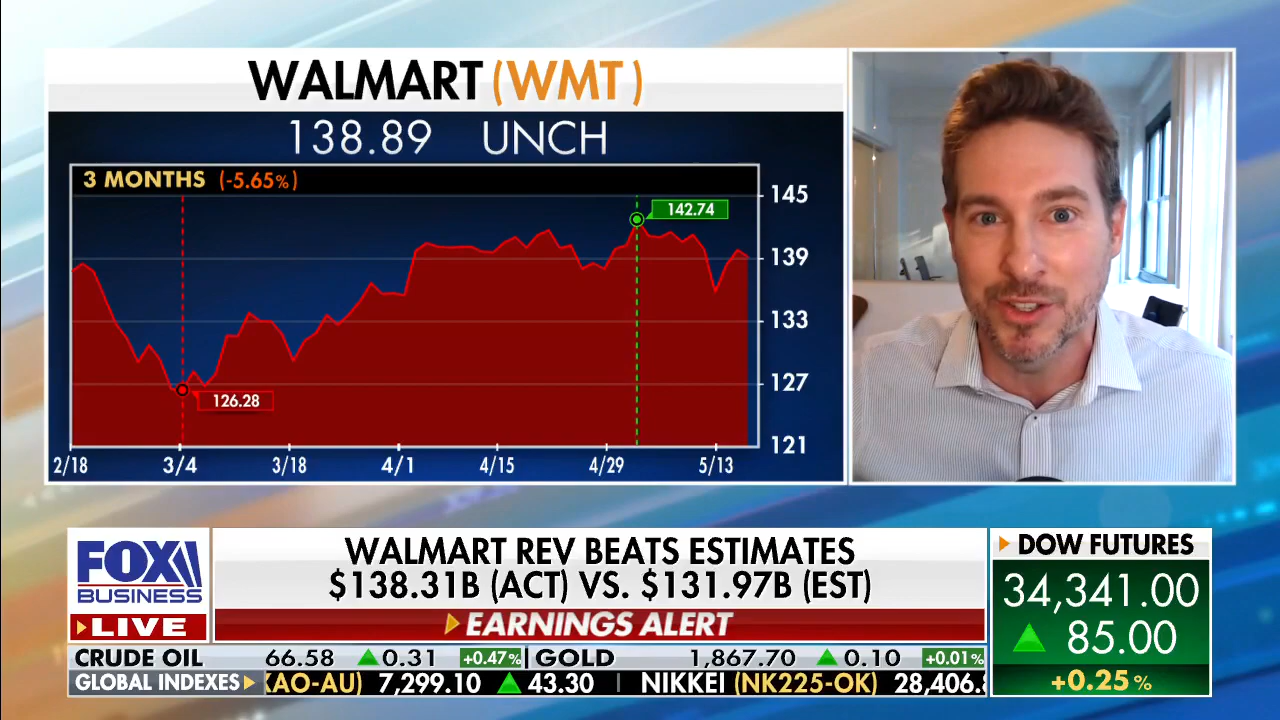 WALMART (WMT)
138.89 UNCH
3 MONTHS (-5.65%)
145
142.74
139
133
127
126.28
121
2/18 3/4 3/18 4/1 4/15 4/29 5/13
FOX BUSINESS
LIVE
WALMART REV BEATS ESTIMATES
$138.31B (ACT) VS. $131.97B (EST)
EARNINGS ALERT
DOW FUTURES
34,341.00
85.00
+0.25%
CRUDE OIL 66.58 0.31 +0.47% GOLD 1,867.70 0.10 +0.01%
GLOBAL INDEXES XAO-AU) 7,299.10 43.30 NIKKEI (NK225-OK) 28,406.